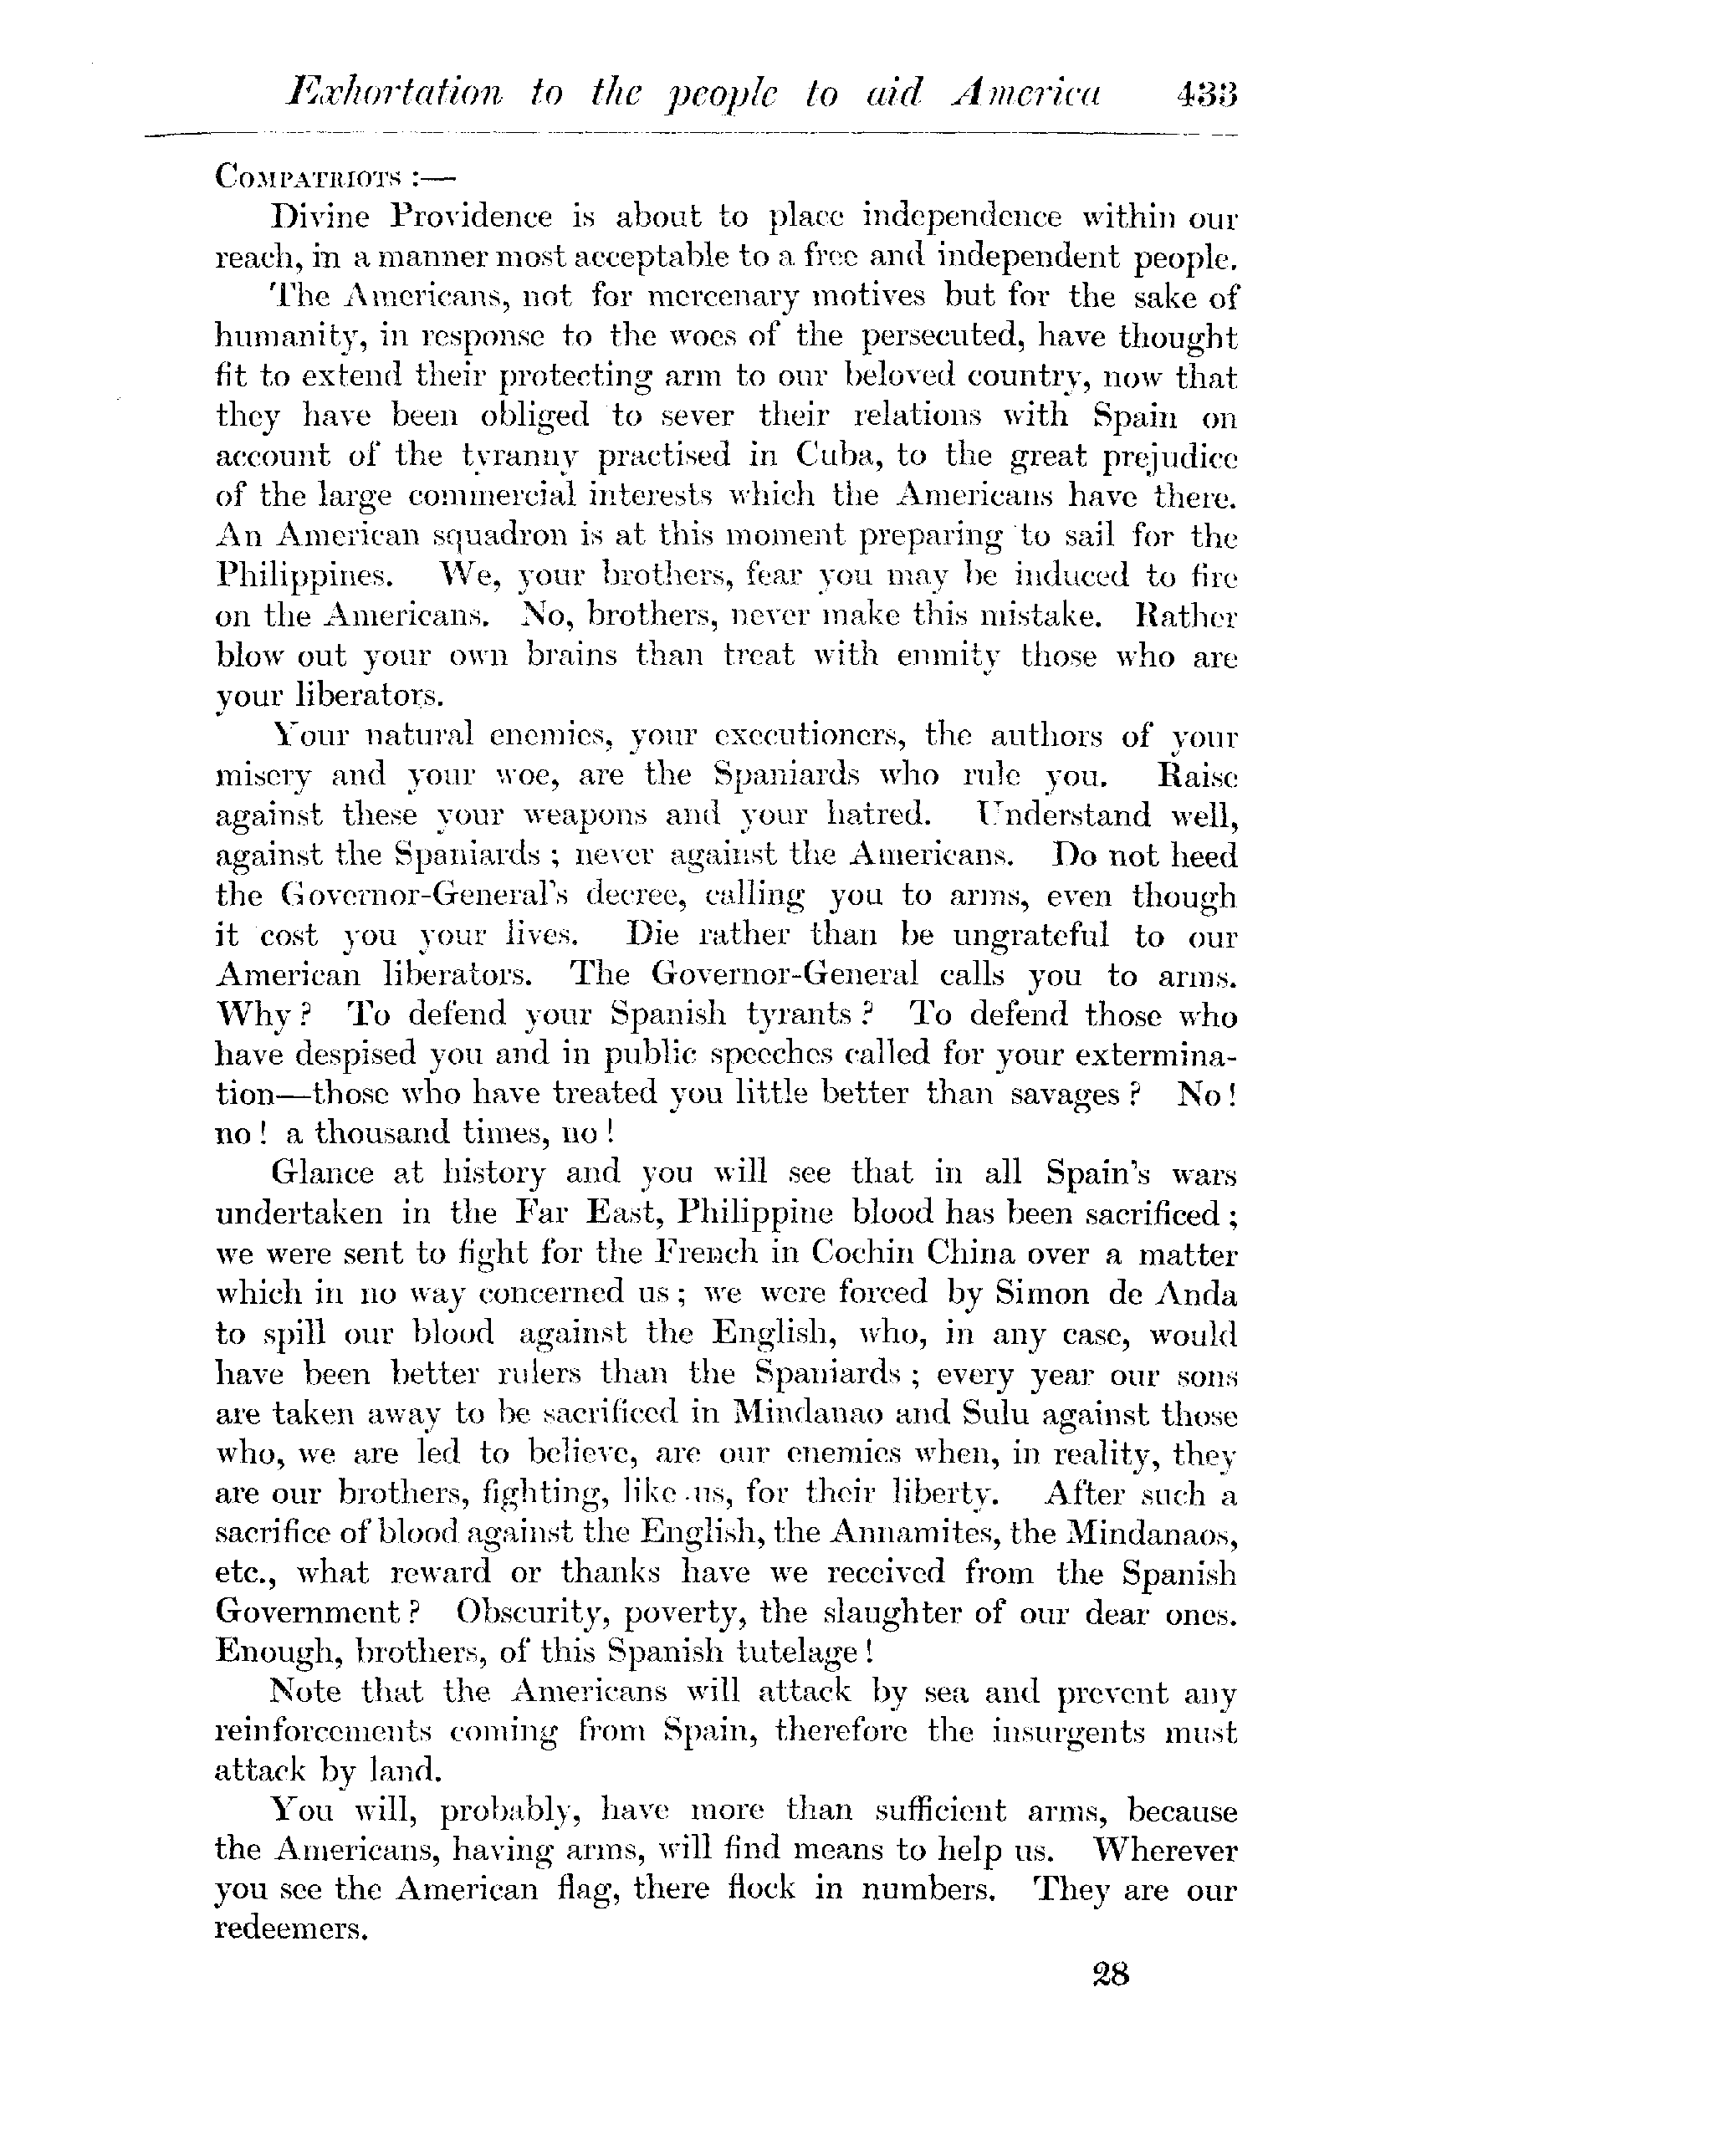 Exhortation to the people to aid America 433
COMPATRIOTS :—
Divine Providence is about to place independence within our
reach, in a manner most acceptable to a free and independent people.
The Americans, not for mercenary motives but for the sake of
humanity, in response to the woes of the persecuted, have thought
fit to extend their protecting arm to our beloved country, now that
they have been obliged to sever their relations with Spain on
account of the tyranny practised in Cuba, to the great prejudice
of the large commercial interests which the Americans have there.
An American squadron is at this moment preparing to sail for the
Philippines. We, your brothers, fear you may be induced to fire
on the Americans. No, brothers, never make this mistake. Rather
blow out your own brains than treat with enmity those who are
your liberators.
Your natural enemies, your executioners, the authors of your
misery and your woe, are the Spaniards who rule you. Raise
against these your weapons and your hatred. Understand well,
against the Spaniards ; never against the Americans. Do not heed
the Governor-General's decree, calling you to arms, even though
it cost you your lives. Die rather than be ungrateful to our
American liberators. The Governor-General calls you to arms.
Why ? To defend your Spanish tyrants ? To defend those who
have despised you and in public speeches called for your extermina-
tion—those who have treated you little better than savages ? No !
no ! a thousand times, no !
Glance at history and you will see that in all Spain's wars
undertaken in the Far East, Philippine blood has been sacrificed ;
we were sent to fight for the French in Cochin China over a matter
which in no way concerned us ; we were forced by Simon de Anda
to spill our blood against the English, who, in any case, would
have been better rulers than the Spaniards ; every year our sons
are taken away to be sacrificed in Mindanao and Sulu against those
who, we are led to believe, are our enemies when, in reality, they
are our brothers, fighting, like us, for their liberty. After such a
sacrifice of blood against the English, the Annamites, the Mindanaos,
etc., what reward or thanks have we received from the Spanish
Government ? Obscurity, poverty, the slaughter of our dear ones.
Enough, brothers, of this Spanish tutelage !
Note that the Americans will attack by sea and prevent any
reinforcements coming from Spain, therefore the insurgents must
attack by land.
You will, probably, have more than sufficient arms, because
the Americans, having arms, will find means to help us. Wherever
you see the American flag, there flock in numbers. They are our
redeemers.
28